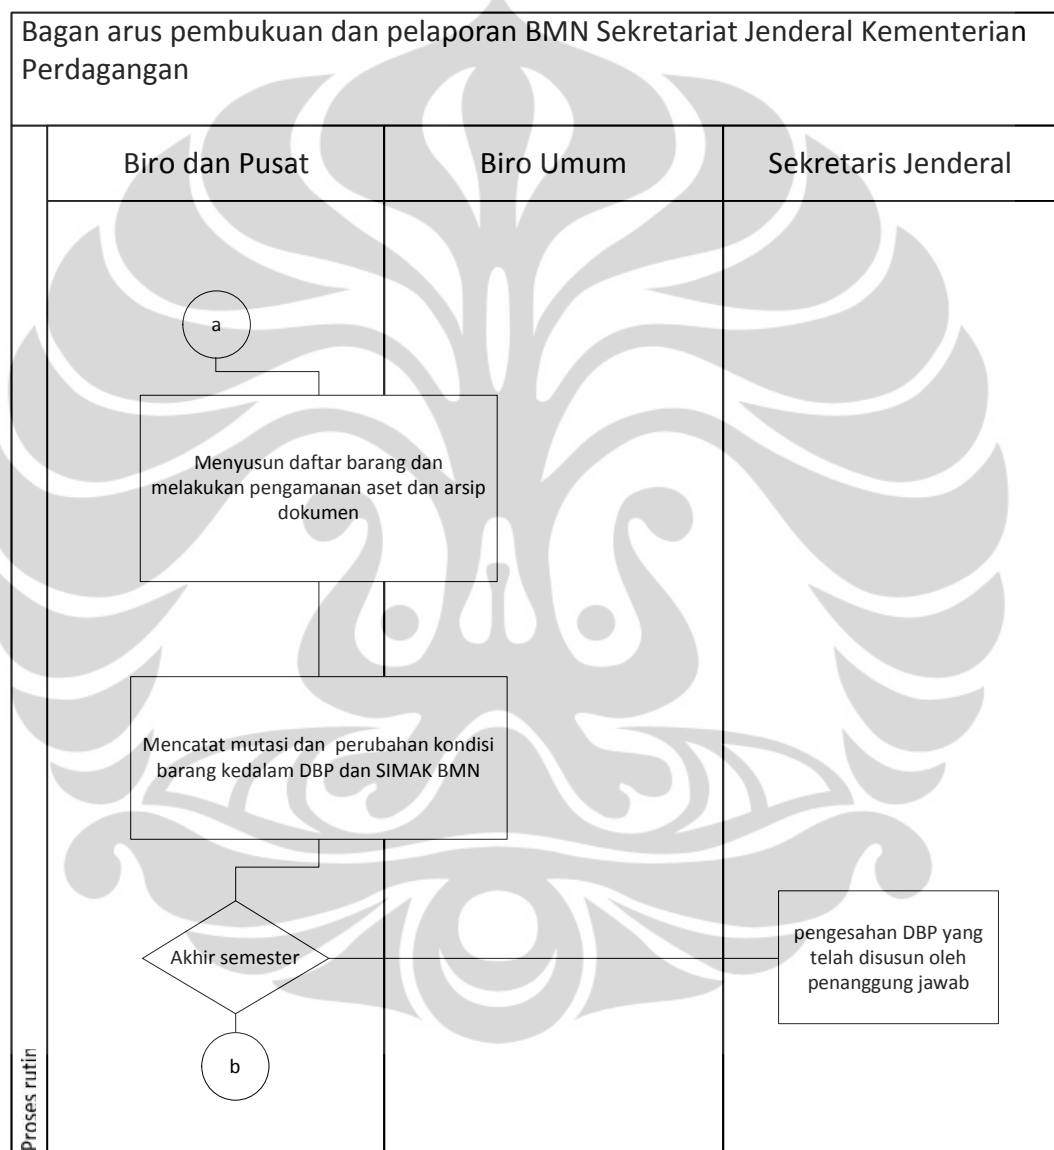 Bagan arus pembukuan dan pelaporan BMN Sekretariat Jenderal Kementerian
Perdagangan
Biro dan Pusat
Biro Umum
Sekretaris Jenderal
a
Menyusun daftar barang dan
melakukan pengamanan aset dan arsip
dokumen
Mencatat mutasi dan perubahan kondisi
barang kedalam DBP dan SIMAK BMN
Akhir semester
pengesahan DBP yang
telah disusun oleh
penanggung jawab
b
Proses rutin